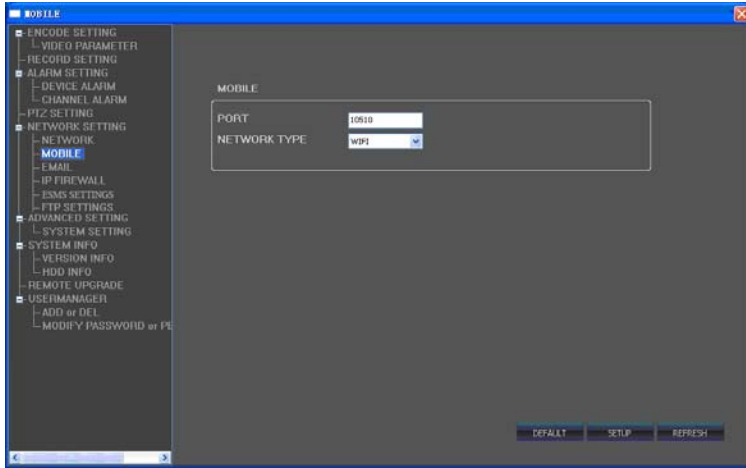 MOBILE
ENCODE SETTING
VIDEO PARAMETER
RECORD SETTING
ALARM SETTING
DEVICE ALARM
CHANNEL ALARM
PTZ SETTING
NETWORK SETTING
NETWORK
MOBILE
EMAIL
IP FIREWALL
ESMS SETTINGS
FTP SETTINGS
ADVANCED SETTING
SYSTEM SETTING
SYSTEM INFO
VERSION INFO
HDD INFO
REMOTE UPGRADE
USERMANAGER
ADD or DEL
MODIFY PASSWORD or PE
MOBILE
PORT 10510
NETWORK TYPE WIFI
DEFAULT SETUP REFRESH